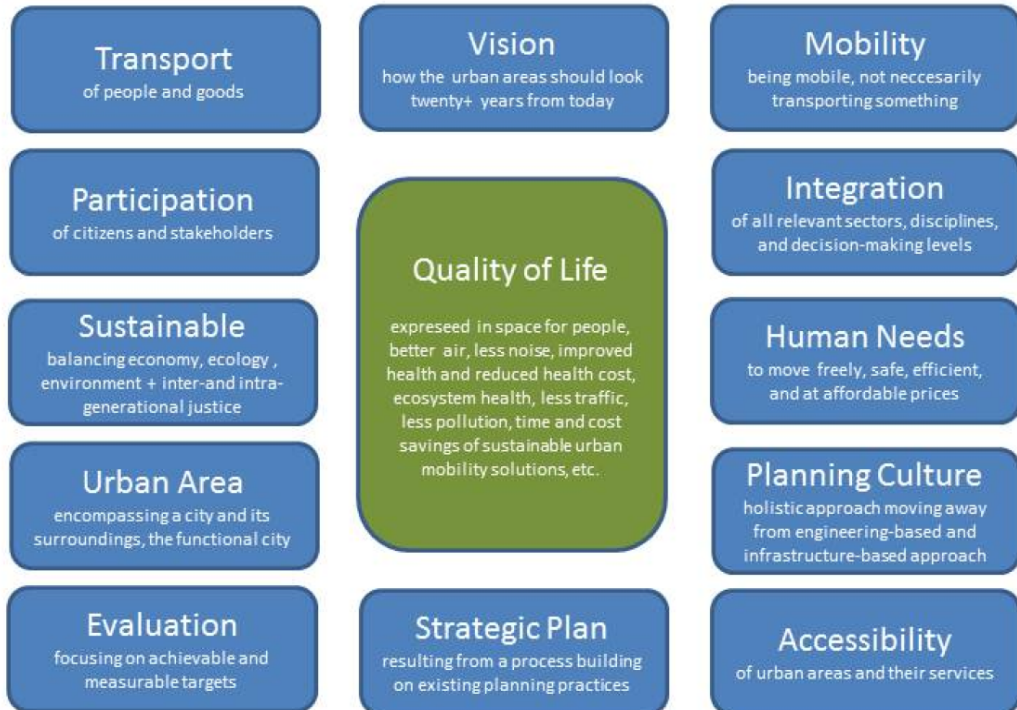 Transport
of people and goods
Vision
how the urban areas should look
twenty+ years from today
Mobility
being mobile, not neccesarily
transporting something
Participation
of citizens and stakeholders
Quality of Life
expreseed in space for people,
better air, less noise, improved
health and reduced health cost,
ecosystem health, less traffic,
less pollution, time and cost
savings of sustainable urban
mobility solutions, etc.
Integration
of all relevant sectors, disciplines,
and decision-making levels
Sustainable
balancing economy, ecology ,
environment + inter-and intra-
generational justice
Human Needs
to move freely, safe, efficient,
and at affordable prices
Urban Area
encompassing a city and its
surroundings, the functional city
Planning Culture
holistic approach moving away
from engineering-based and
infrastructure-based approach
Evaluation
focusing on achievable and
measurable targets
Strategic Plan
resulting from a process building
on existing planning practices
Accessibility
of urban areas and their services